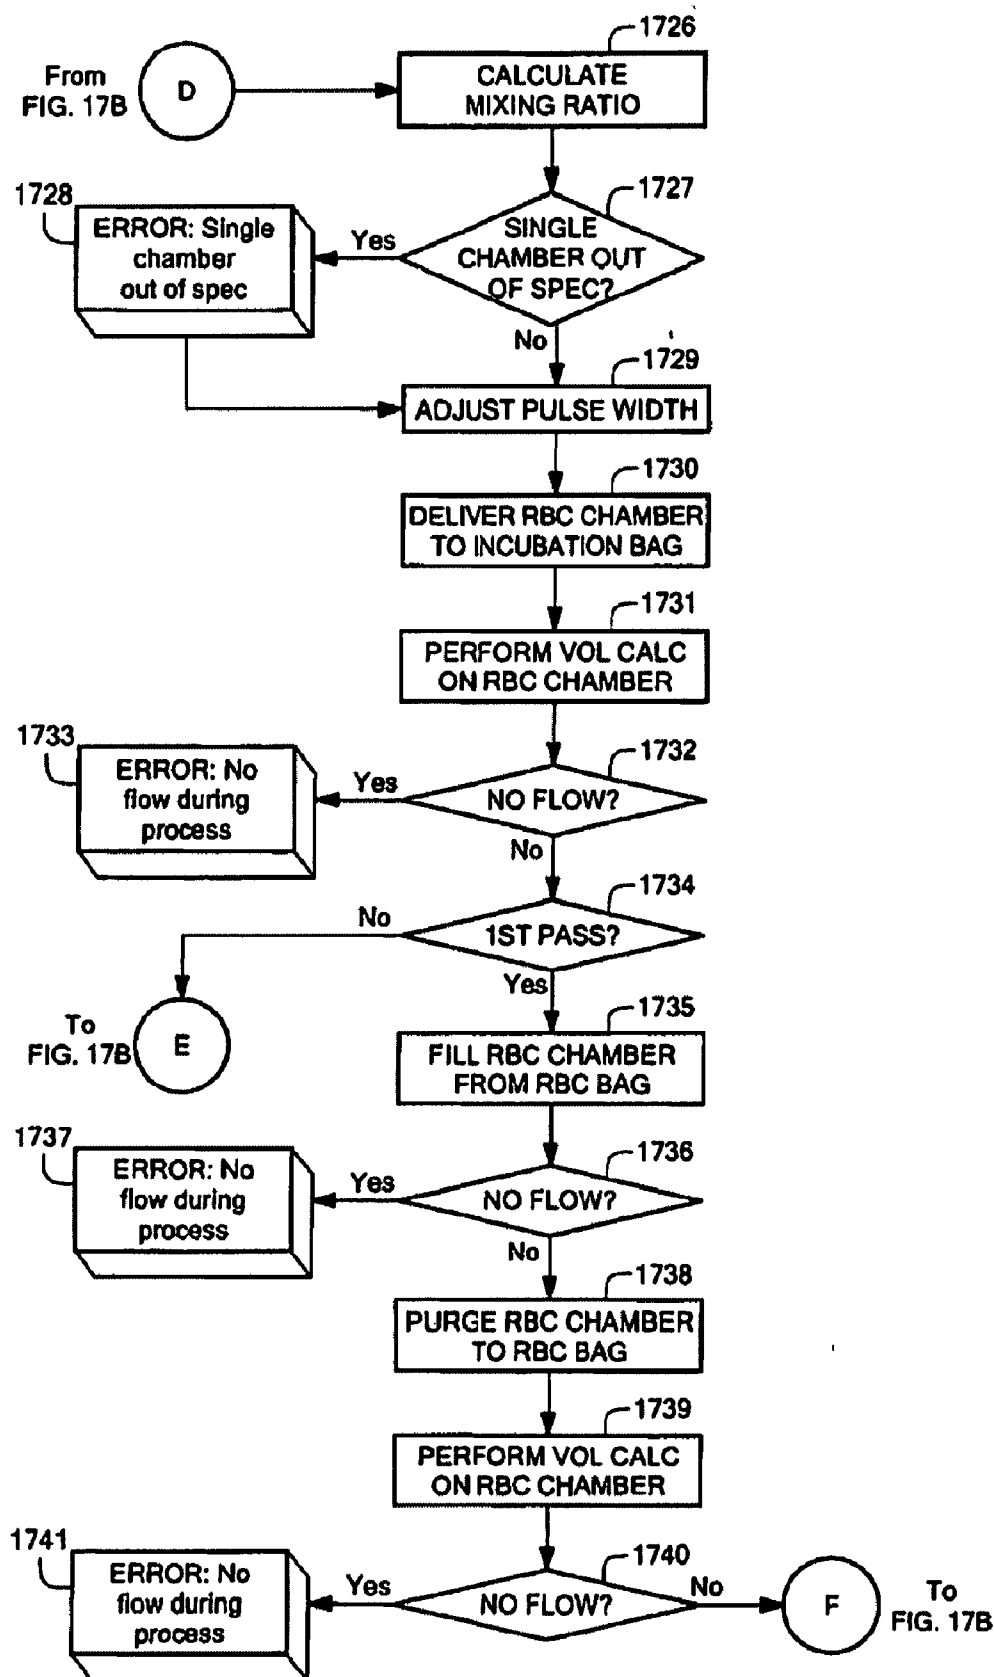 1726
From
FIG. 17B
D
CALCULATE
MIXING RATIO
1727
1728
ERROR: Single
chamber
out of spec
Yes
SINGLE
CHAMBER OUT
OF SPEC?
No
1729
ADJUST PULSE WIDTH
1730
DELIVER RBC CHAMBER
TO INCUBATION BAG
1731
PERFORM VOL CALC
ON RBC CHAMBER
1733
1732
ERROR: No
flow during
process
Yes
NO FLOW?
No
1734
No
1ST PASS?
Yes
To
FIG. 17B
E
1735
FILL RBC CHAMBER
FROM RBC BAG
1737
1736
ERROR: No
flow during
process
Yes
NO FLOW?
No
1738
PURGE RBC CHAMBER
TO RBC BAG
1739
PERFORM VOL CALC
ON RBC CHAMBER
1741
1740
ERROR: No
flow during
process
Yes
NO FLOW?
No
F
To
FIG. 17B